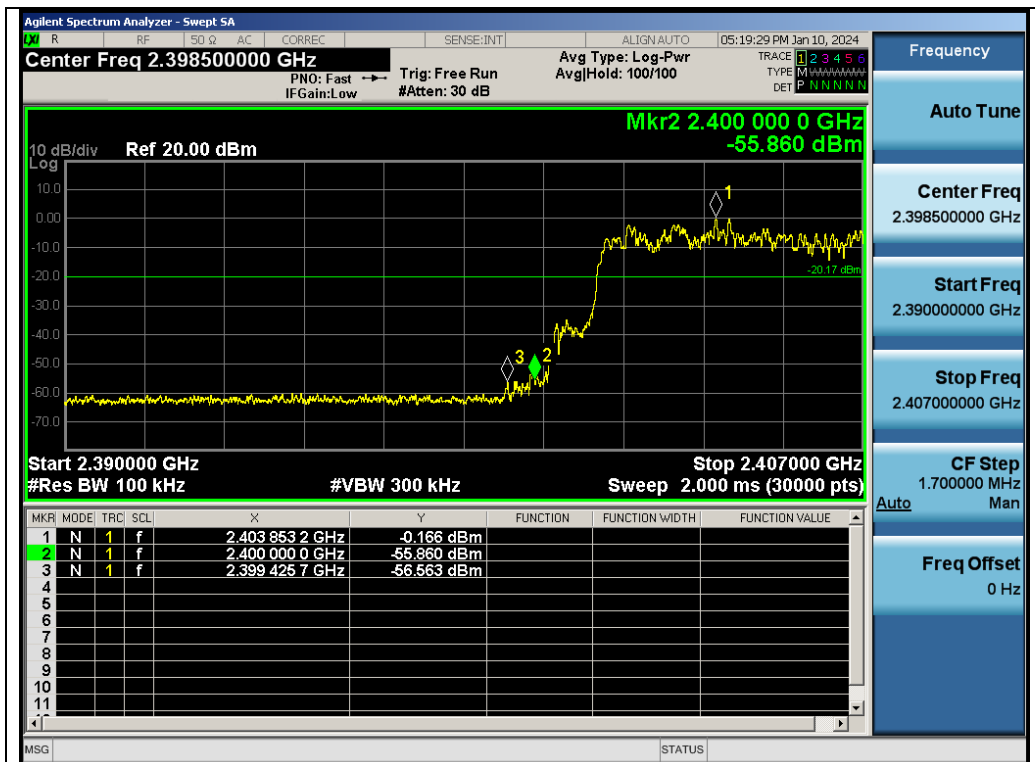 Agilent Spectrum Analyzer - Swept SA
LXI R RF 50 Ω AC CORREC SENSE:INT ALIGN AUTO 05:19:29 PM Jan 10, 2024
Center Freq 2.398500000 GHz
PNO: Fast
IFGain:Low
Trig: Free Run
#Atten: 30 dB
Avg Type: Log-Pwr
Avg|Hold: 100/100
TRACE 1 2 3 4 5 6
TYPE M
DET P N N N N N
Mkr2 2.400 000 0 GHz
-55.860 dBm
10 dB/div Ref 20.00 dBm
Log
10.0
0.00
-10.0
-20.0
-30.0
-40.0
-50.0
-60.0
-70.0
1
-20.17 dBm
3
2
Start 2.390000 GHz Stop 2.407000 GHz
#Res BW 100 kHz #VBW 300 kHz Sweep 2.000 ms (30000 pts)
MKR MODE TRC SCL X Y FUNCTION FUNCTION WIDTH FUNCTION VALUE
1 N 1 f 2.403 853 2 GHz -0.166 dBm
2 N 1 f 2.400 000 0 GHz -55.860 dBm
3 N 1 f 2.399 425 7 GHz -56.563 dBm
4
5
6
7
8
9
10
11
MSG STATUS
Frequency
Auto Tune
Center Freq
2.398500000 GHz
Start Freq
2.390000000 GHz
Stop Freq
2.407000000 GHz
CF Step
1.700000 MHz
Auto Man
Freq Offset
0 Hz